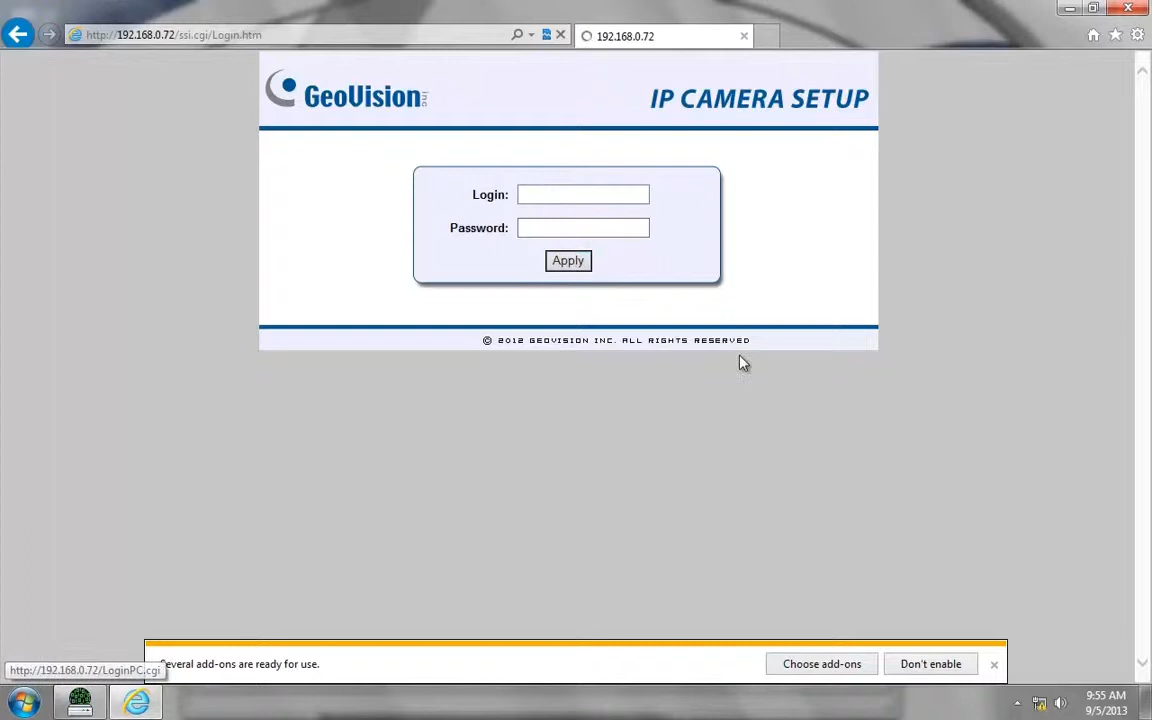 http://192.168.0.72/ssi.cgi/Login.htm
192.168.0.72
GeoVision Inc
IP CAMERA SETUP
Login:
Password:
Apply
© 2012 GEOVISION INC. ALL RIGHTS RESERVED
Several add-ons are ready for use.
Choose add-ons
Don't enable
http://192.168.0.72/LoginPC.cgi
9:55 AM
9/5/2013